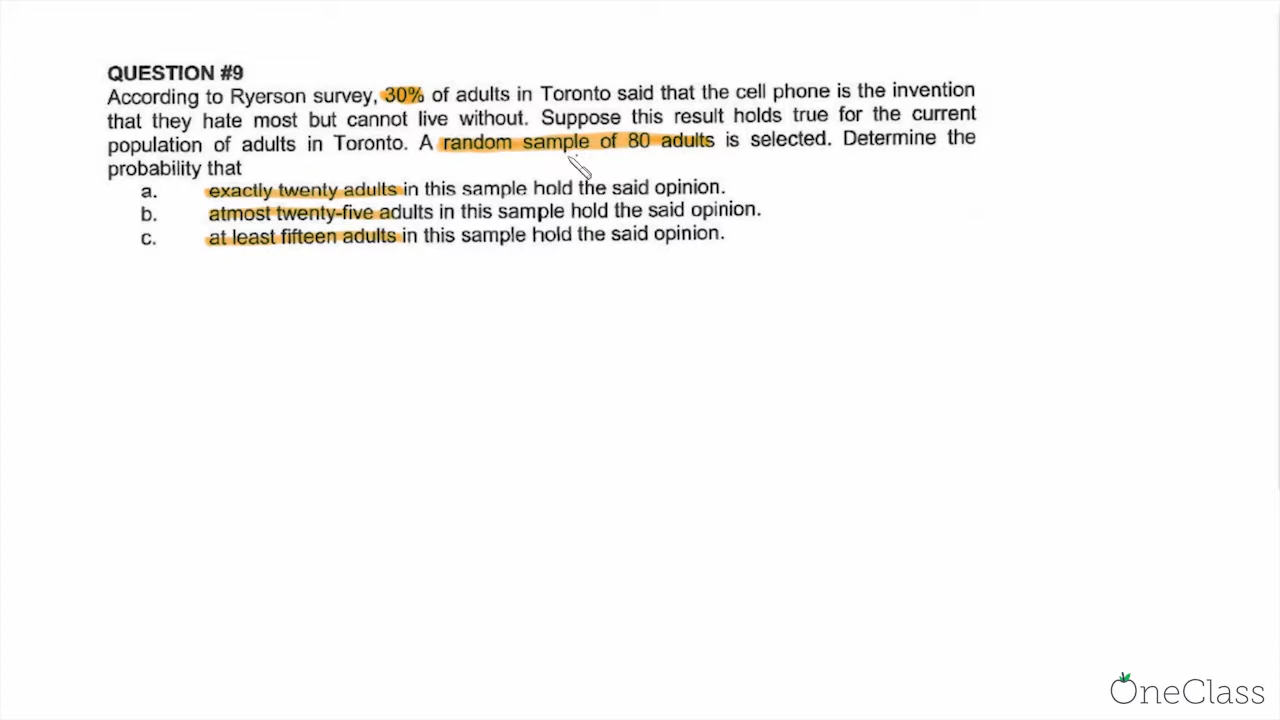 QUESTION #9
According to Ryerson survey, 30% of adults in Toronto said that the cell phone is the invention
that they hate most but cannot live without. Suppose this result holds true for the current
population of adults in Toronto. A random sample of 80 adults is selected. Determine the
probability that
a. exactly twenty adults in this sample hold the said opinion.
b. atmost twenty-five adults in this sample hold the said opinion.
c. at least fifteen adults in this sample hold the said opinion.
OneClass